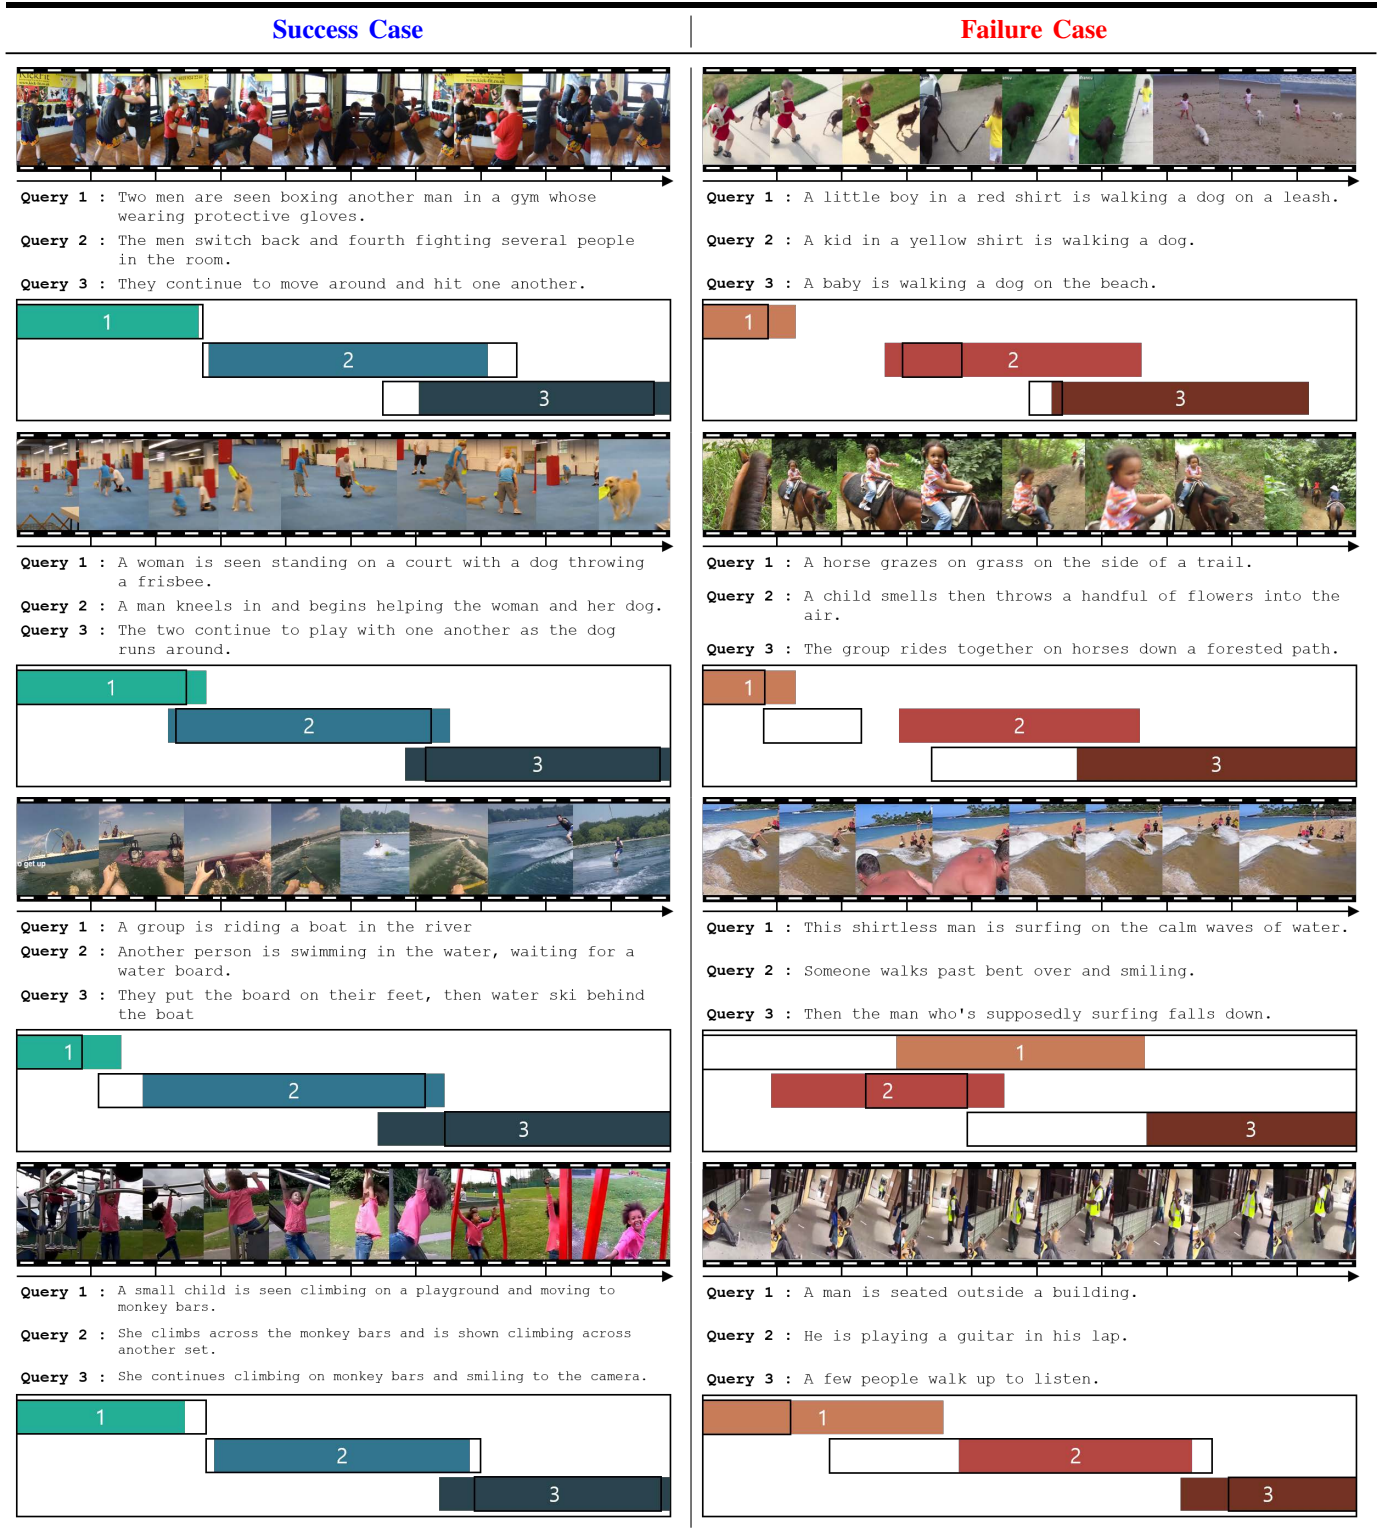 Success Case
Failure Case
Query 1 : Two men are seen boxing another man in a gym whose
wearing protective gloves.
Query 2 : The men switch back and fourth fighting several people
in the room.
Query 3 : They continue to move around and hit one another.
1
2
3
Query 1 : A woman is seen standing on a court with a dog throwing
a frisbee.
Query 2 : A man kneels in and begins helping the woman and her dog.
Query 3 : The two continue to play with one another as the dog
runs around.
1
2
3
o get up
Query 1 : A group is riding a boat in the river
Query 2 : Another person is swimming in the water, waiting for a
water board.
Query 3 : They put the board on their feet, then water ski behind
the boat
1
2
3
Query 1 : A small child is seen climbing on a playground and moving to
monkey bars.
Query 2 : She climbs across the monkey bars and is shown climbing across
another set.
Query 3 : She continues climbing on monkey bars and smiling to the camera.
1
2
3
Query 1 : A little boy in a red shirt is walking a dog on a leash.
Query 2 : A kid in a yellow shirt is walking a dog.
Query 3 : A baby is walking a dog on the beach.
1
2
3
Query 1 : A horse grazes on grass on the side of a trail.
Query 2 : A child smells then throws a handful of flowers into the
air.
Query 3 : The group rides together on horses down a forested path.
1
2
3
Query 1 : This shirtless man is surfing on the calm waves of water.
Query 2 : Someone walks past bent over and smiling.
Query 3 : Then the man who's supposedly surfing falls down.
1
2
3
Query 1 : A man is seated outside a building.
Query 2 : He is playing a guitar in his lap.
Query 3 : A few people walk up to listen.
1
2
3